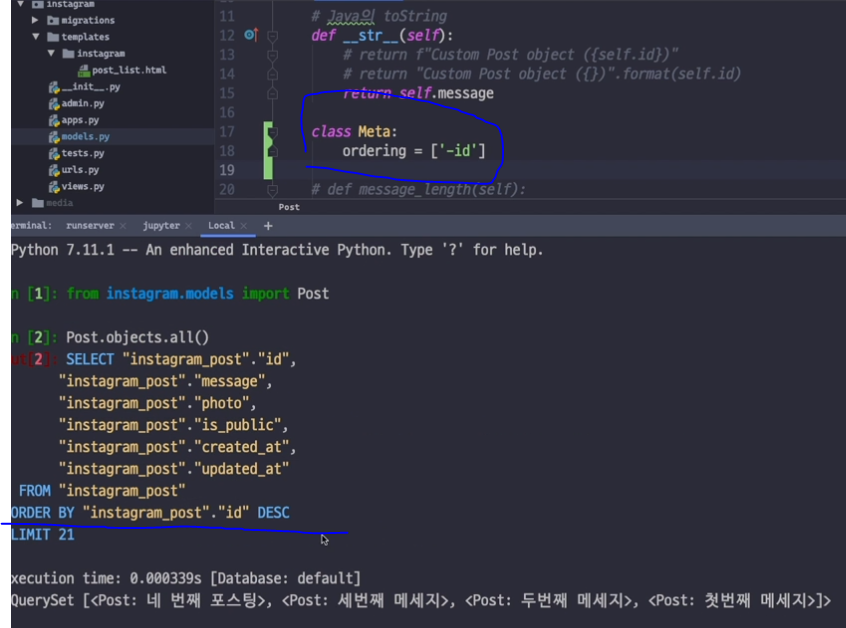 instagram
migrations
templates
instagram
post_list.html
__init__.py
admin.py
apps.py
models.py
tests.py
urls.py
views.py
media
11 # Java의 toString
12 def __str__(self):
13 # return f"Custom Post object ({self.id})"
14 # return "Custom Post object ({})".format(self.id)
15 return self.message
16
17 class Meta:
18 ordering = ['-id']
19
20 # def message_length(self):
Post
erminal: runserver × jupyter × Local × +
Python 7.11.1 -- An enhanced Interactive Python. Type '?' for help.
n [1]: from instagram.models import Post
n [2]: Post.objects.all()
ut[2]: SELECT "instagram_post"."id",
"instagram_post"."message",
"instagram_post"."photo",
"instagram_post"."is_public",
"instagram_post"."created_at",
"instagram_post"."updated_at"
FROM "instagram_post"
ORDER BY "instagram_post"."id" DESC
LIMIT 21
xecution time: 0.000339s [Database: default]
QuerySet [<Post: 네 번째 포스팅>, <Post: 세번째 메세지>, <Post: 두번째 메세지>, <Post: 첫번째 메세지>]>